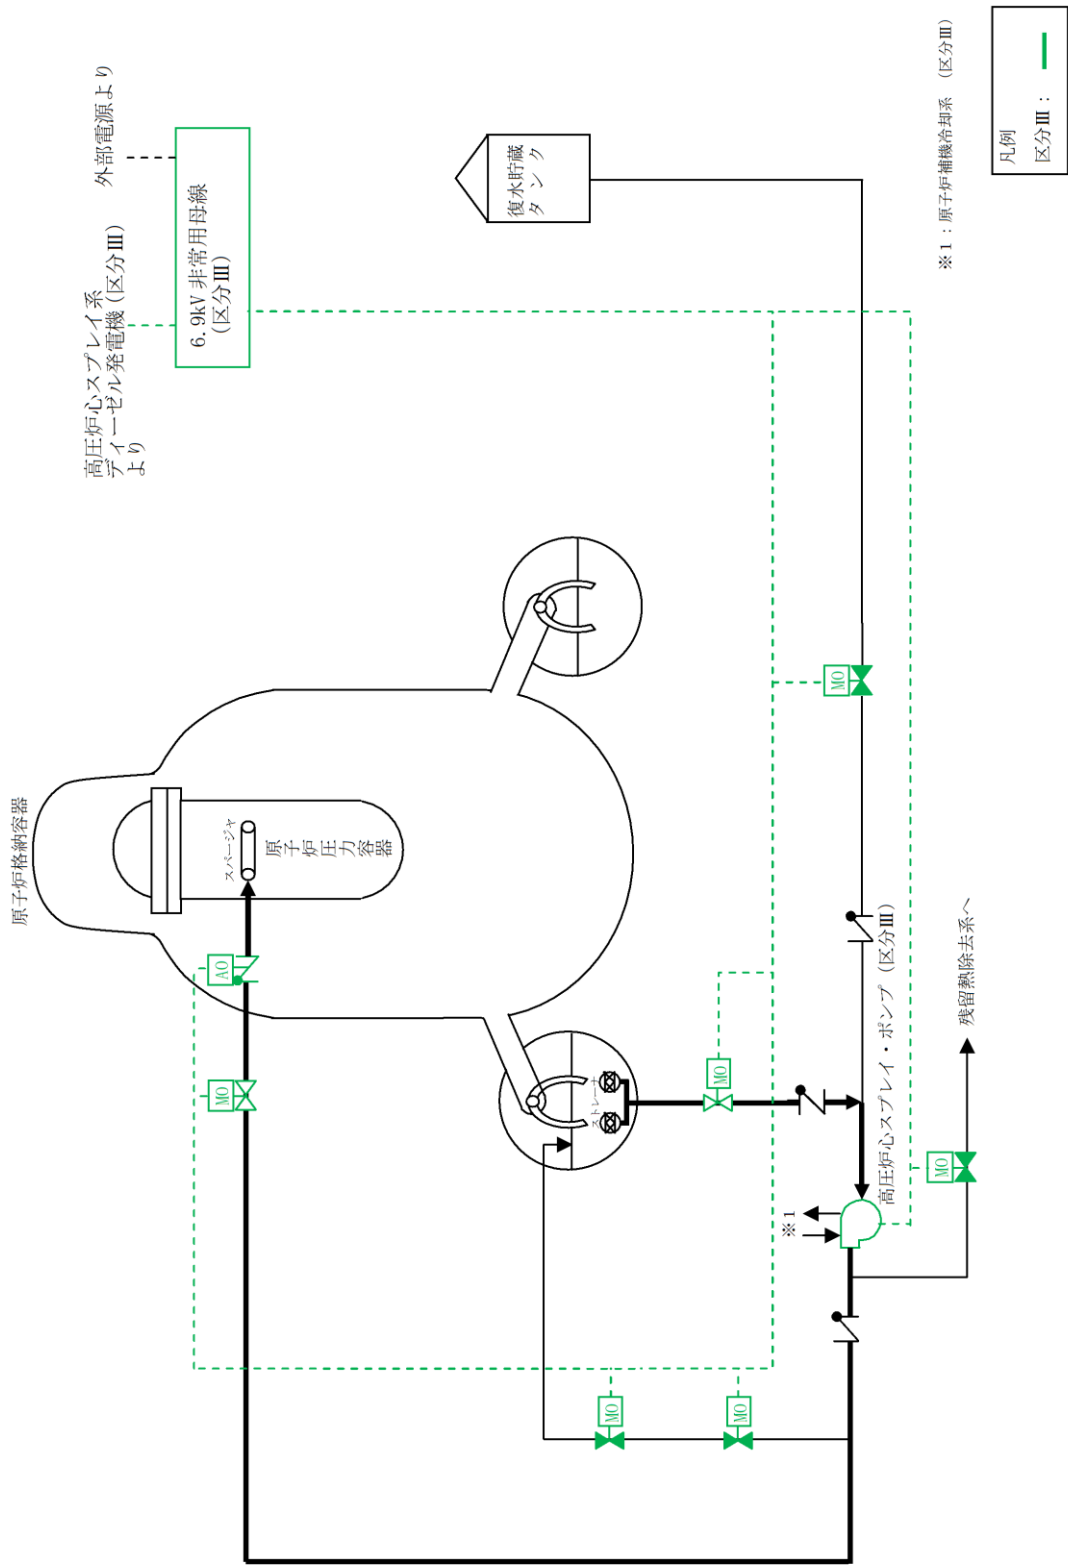 原子炉格納容器
外部電源より
高圧炉心スプレイ系
ディーゼル発電機(区分Ⅲ)
より
6.9kV 非常用母線
(区分Ⅲ)
復水貯蔵
タンク
スパージャ
原子炉圧力容器
AO
MO
ストレーナ
MO
MO
MO
MO
MO
※1
高圧炉心スプレイ・ポンプ (区分Ⅲ)
残留熱除去系へ
※1：原子炉補機冷却系 (区分Ⅲ)
凡例
区分Ⅲ：